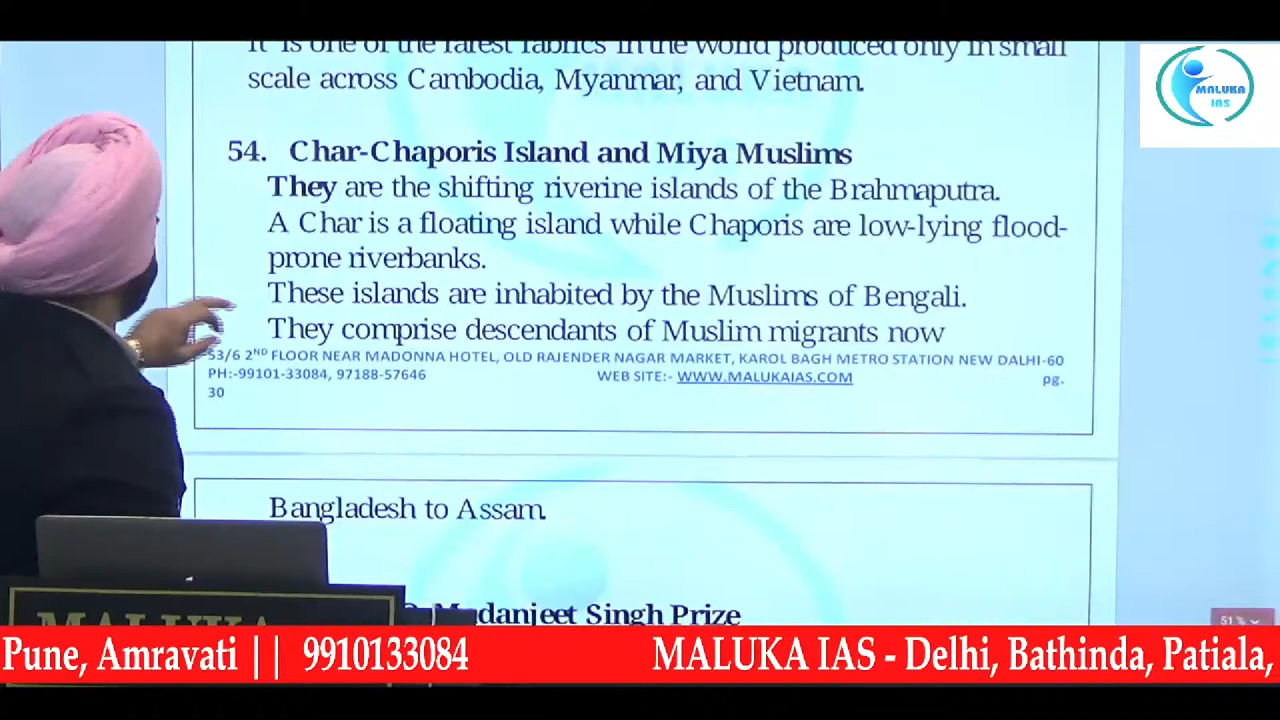 It is one of the rarest fabrics in the world produced only in small
scale across Cambodia, Myanmar, and Vietnam.
MALUKA
IAS
54. Char-Chaporis Island and Miya Muslims
They are the shifting riverine islands of the Brahmaputra.
A Char is a floating island while Chaporis are low-lying flood-
prone riverbanks.
These islands are inhabited by the Muslims of Bengali.
They comprise descendants of Muslim migrants now
53/6 2ND FLOOR NEAR MADONNA HOTEL, OLD RAJENDER NAGAR MARKET, KAROL BAGH METRO STATION NEW DELHI-60
PH:-99101-33084, 97188-57646 WEB SITE:- WWW.MALUKAIAS.COM pg.
30
Bangladesh to Assam.
Madanjeet Singh Prize
51%
MALUKA
Pune, Amravati || 9910133084 MALUKA IAS - Delhi, Bathinda, Patiala,